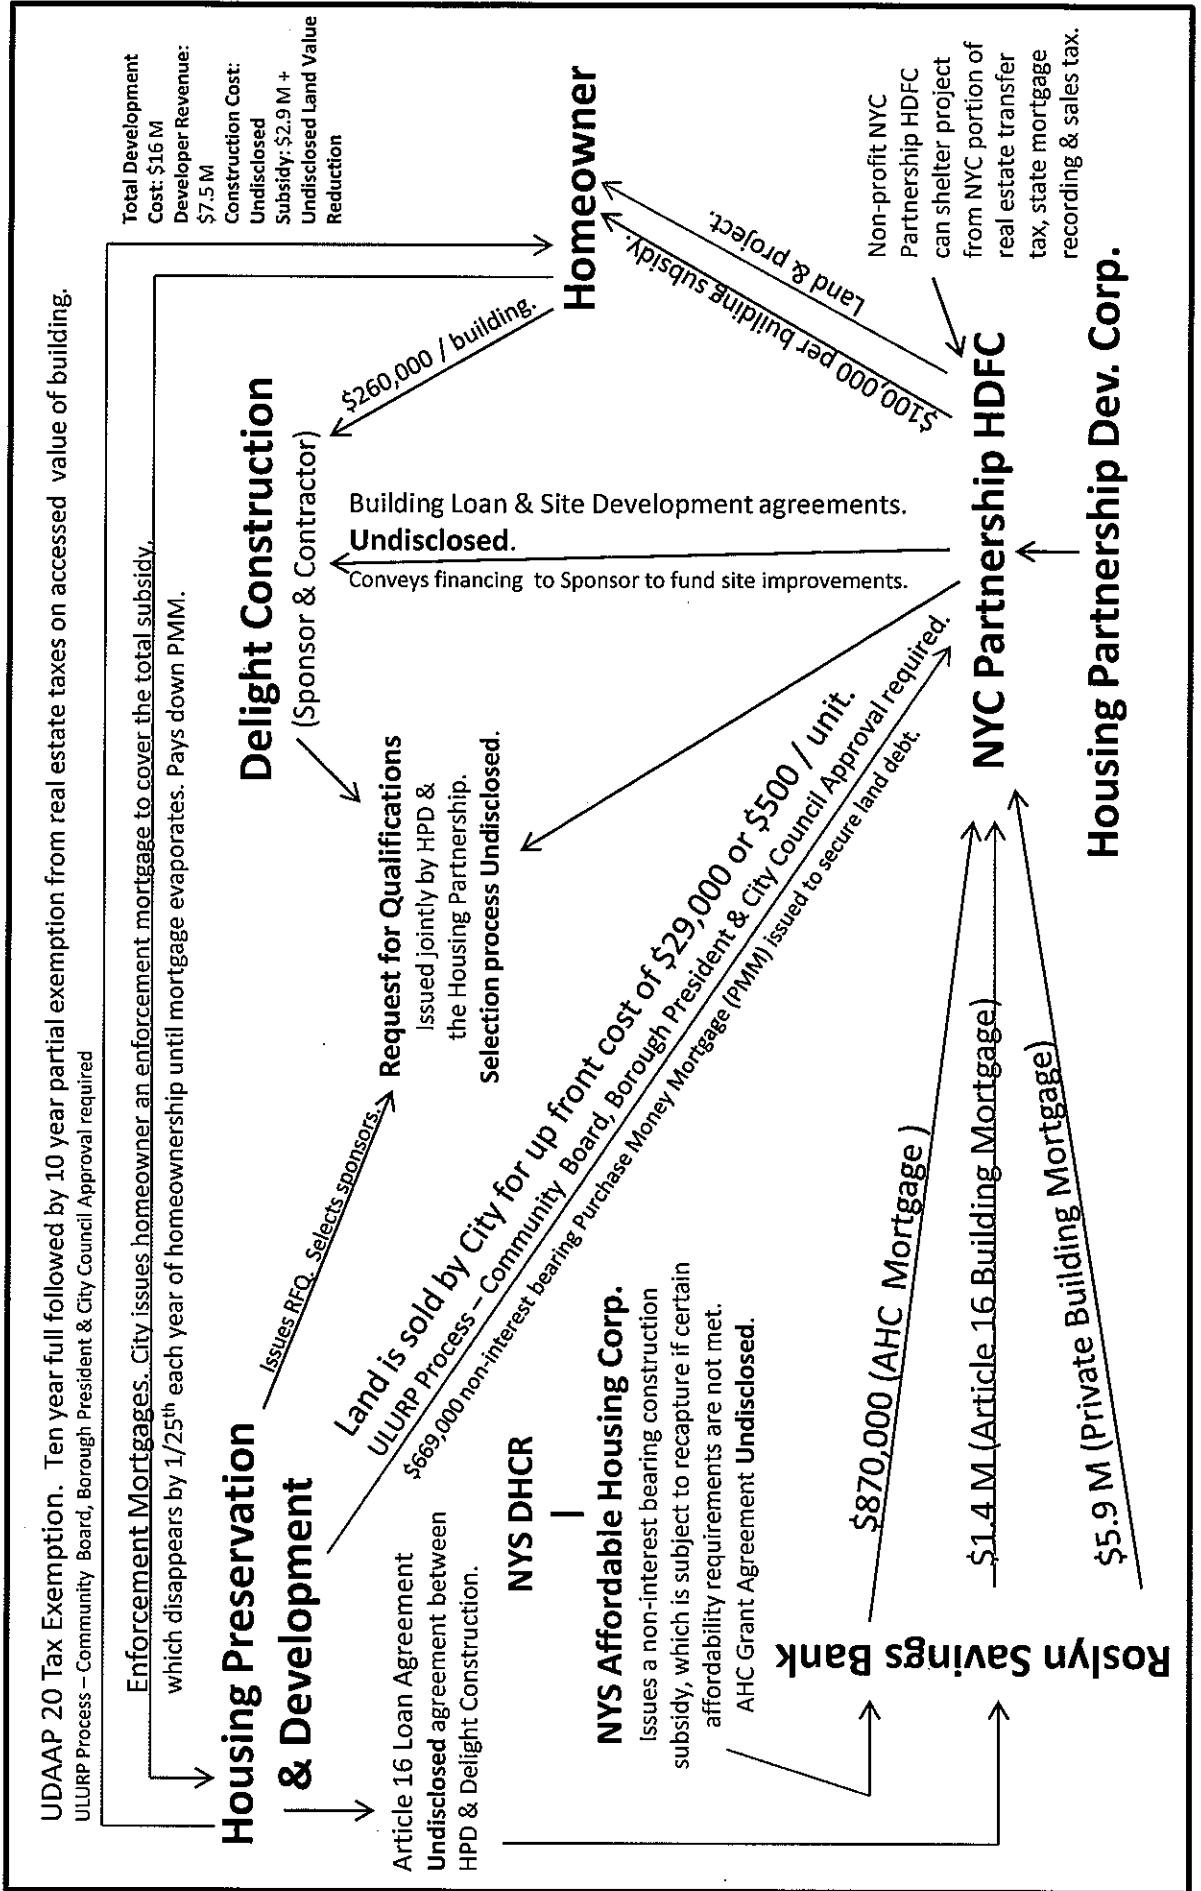 UDAAP 20 Tax Exemption.  Ten year full followed by 10 year partial exemption from real estate taxes on accessed  value of building.
ULURP Process – Community  Board, Borough President & City Council Approval required
Enforcement Mortgages.  City issues homeowner an enforcement mortgage to cover the total subsidy,
which disappears by 1/25th each year of homeownership until mortgage evaporates. Pays down PMM.
Total Development
Cost: $16 M
Developer Revenue:
$7.5 M
Construction Cost:
Undisclosed
Subsidy: $2.9 M +
Undisclosed Land Value
Reduction
Housing Preservation
& Development
Issues RFQ.  Selects sponsors.
Request for Qualifications
Issued jointly by HPD &
the Housing Partnership.
Selection process Undisclosed.
Delight Construction
(Sponsor & Contractor)
$260,000 / building.
Homeowner
Article 16 Loan Agreement
Undisclosed agreement between
HPD & Delight Construction.
Land is sold by City for up front cost of $29,000 or $500 / unit.
ULURP Process – Community  Board, Borough President & City Council Approval required.
$669,000 non-interest bearing Purchase Money Mortgage (PMM) issued to secure land debt.
Building Loan & Site Development agreements.
Undisclosed.
Conveys financing  to Sponsor to fund site improvements.
$100,000 per building subsidy.
Land & project.
NYS DHCR
NYS Affordable Housing Corp.
Issues a non-interest bearing construction
subsidy, which is subject to recapture if certain
affordability requirements are not met.
AHC Grant Agreement Undisclosed.
Non-profit NYC
Partnership HDFC
can shelter project
from NYC portion of
real estate transfer
tax, state mortgage
recording & sales tax.
Roslyn Savings Bank
$870,000 (AHC  Mortgage )
$1.4 M (Article 16 Building Mortgage)
$5.9 M (Private Building Mortgage)
NYC Partnership HDFC
Housing Partnership Dev. Corp.